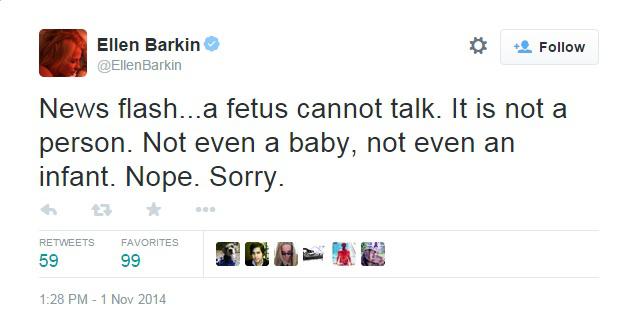 Ellen Barkin
@EllenBarkin
Follow
News flash...a fetus cannot talk. It is not a
person. Not even a baby, not even an
infant. Nope. Sorry.
RETWEETS FAVORITES
59 99
1:28 PM - 1 Nov 2014